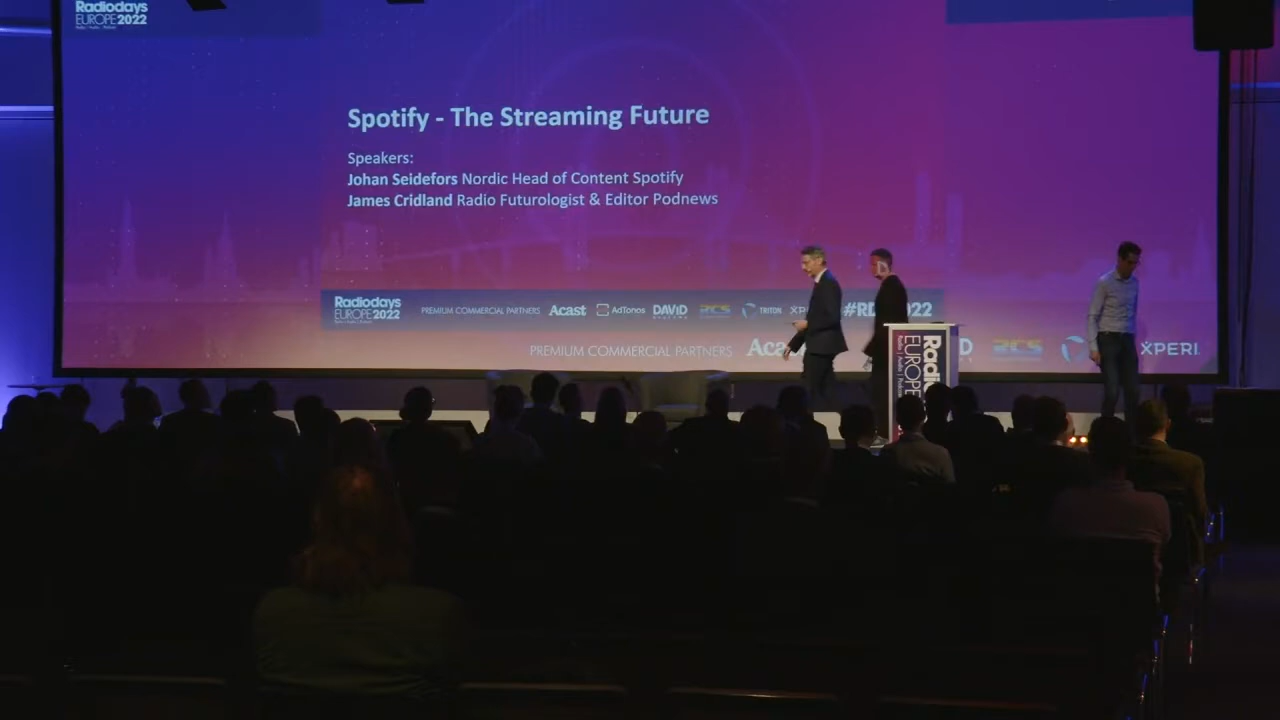 Radiodays
EUROPE 2022
Spotify - The Streaming Future
Speakers:
Johan Seidefors Nordic Head of Content Spotify
James Cridland Radio Futurologist & Editor Podnews
Radiodays
EUROPE 2022
PREMIUM COMMERCIAL PARTNERS Acast AdTonos DAVID RCS TRITON
PREMIUM COMMERCIAL PARTNERS RCS XPERI
EUROPE